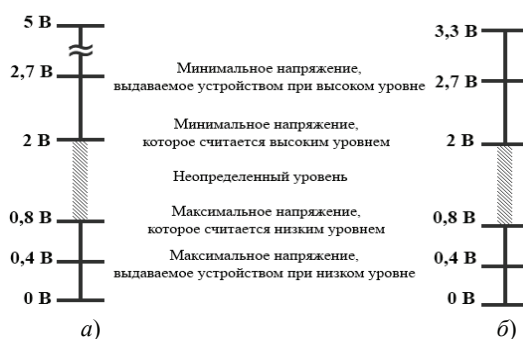 5 В
3,3 В
2,7 В
Минимальное напряжение,
выдаваемое устройством при высоком уровне
2,7 В
2 В
Минимальное напряжение,
которое считается высоким уровнем
2 В
Неопределенный уровень
0,8 В
Максимальное напряжение,
которое считается низким уровнем
0,8 В
0,4 В
Максимальное напряжение,
выдаваемое устройством при низком уровне
0,4 В
0 В
0 В
а)
б)